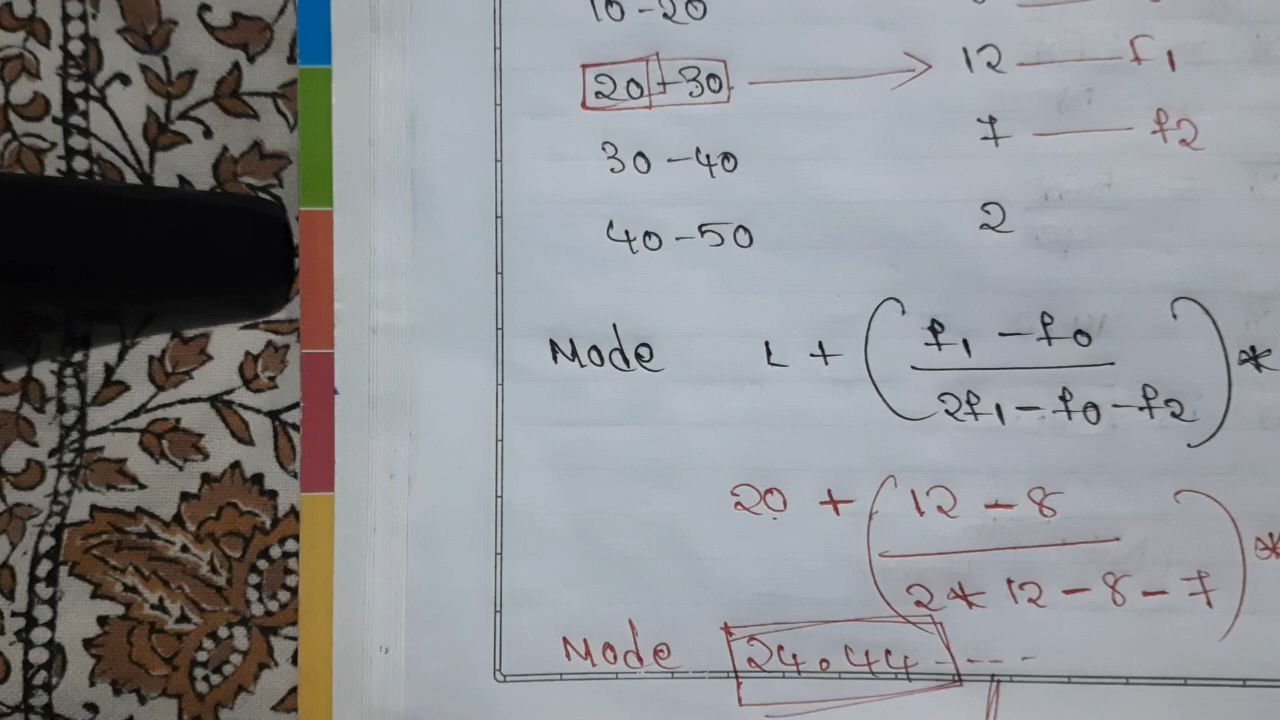 10-20
20-30 12 f1
30-40 7 f2
40-50 2
Mode L + (f1 - f0 / 2f1 - f0 - f2) *
20 + (12 - 8 / 2 * 12 - 8 - 7) *
Mode 24.44 ----